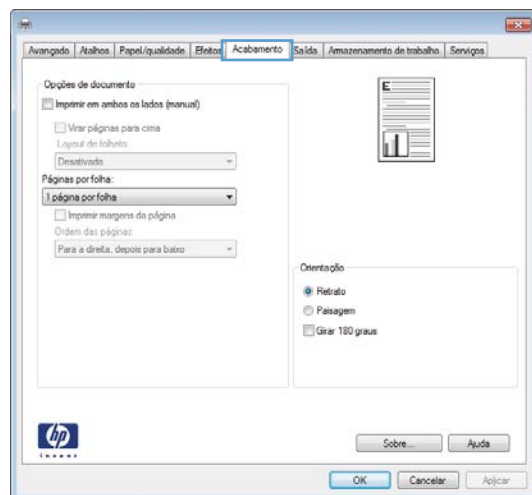 Avançado Atalhos Papel/qualidade Efeitos Acabamento Saída Armazenamento de trabalho Serviços
Opções de documento
Imprimir em ambos os lados (manual)
Virar páginas para cima
Layout de folheto:
Desativado
Páginas por folha:
1 página por folha
Imprimir margens da página
Ordem das páginas:
Para a direita, depois para baixo
E
Orientação
Retrato
Paisagem
Girar 180 graus
hp
invent
Sobre... Ajuda
OK Cancelar Aplicar